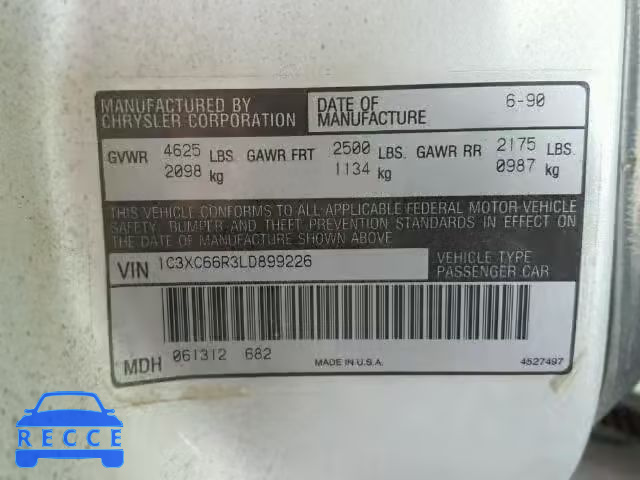 MANUFACTURED BY DATE OF 6-90
CHRYSLER CORPORATION MANUFACTURE
GVWR 4625 LBS. GAWR FRT 2500 LBS. GAWR RR 2175 LBS.
2098 kg 1134 kg 0987 kg
THIS VEHICLE CONFORMS TO ALL APPLICABLE FEDERAL MOTOR VEHICLE
SAFETY, BUMPER AND THEFT PREVENTION STANDARDS IN EFFECT ON
THE DATE OF MANUFACTURE SHOWN ABOVE
VIN 1C3XC66R3LD899226 VEHICLE TYPE
PASSENGER CAR
MDH 061312 682 MADE IN U.S.A. 4527497
RECCE